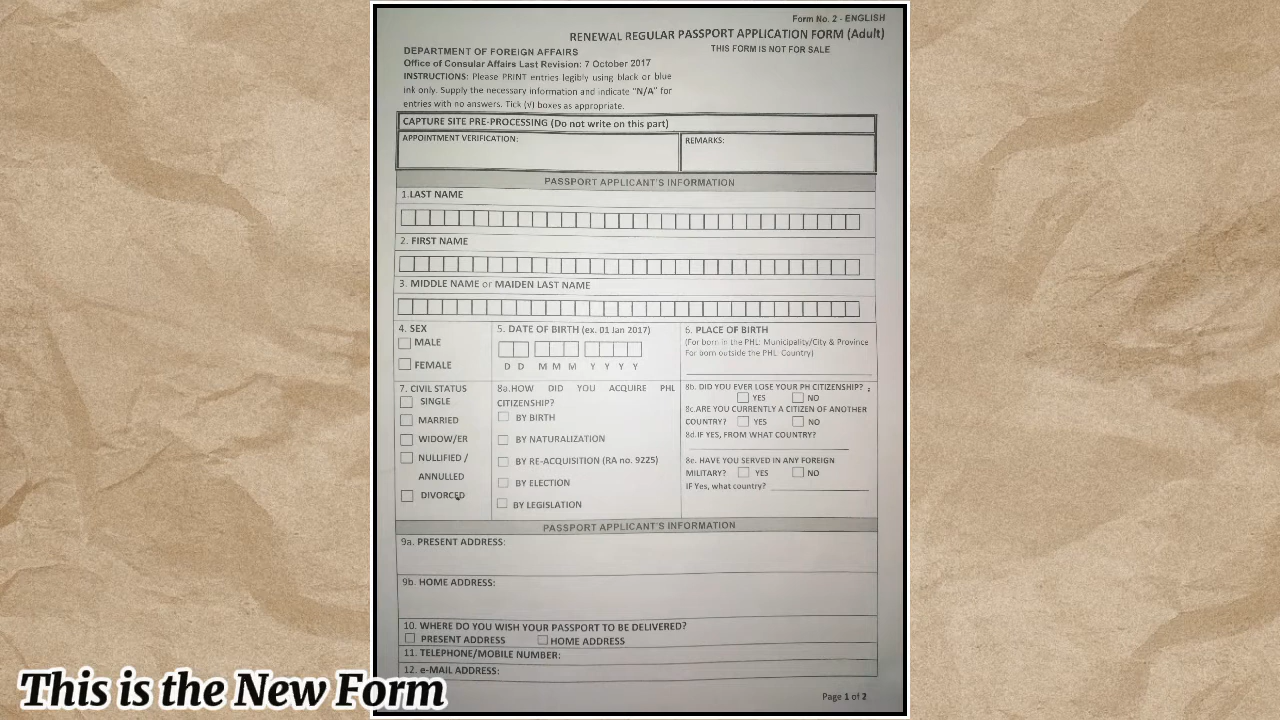 Form No. 2 - ENGLISH
RENEWAL REGULAR PASSPORT APPLICATION FORM (Adult)
THIS FORM IS NOT FOR SALE
DEPARTMENT OF FOREIGN AFFAIRS
Office of Consular Affairs Last Revision: 7 October 2017
INSTRUCTIONS: Please PRINT entries legibly using black or blue
ink only. Supply the necessary information and indicate "N/A" for
entries with no answers. Tick (√) boxes as appropriate.
CAPTURE SITE PRE-PROCESSING (Do not write on this part)
APPOINTMENT VERIFICATION:
REMARKS:
PASSPORT APPLICANT'S INFORMATION
1.LAST NAME
2. FIRST NAME
3. MIDDLE NAME or MAIDEN LAST NAME
4. SEX
MALE
FEMALE
5. DATE OF BIRTH (ex. 01 Jan 2017)
D D M M M Y Y Y Y
6. PLACE OF BIRTH
(For born in the PHL: Municipality/City & Province
For born outside the PHL: Country)
7. CIVIL STATUS
SINGLE
MARRIED
WIDOW/ER
NULLIFIED /
ANNULLED
DIVORCED
8a.HOW DID YOU ACQUIRE PHL
CITIZENSHIP?
BY BIRTH
BY NATURALIZATION
BY RE-ACQUISITION (RA no. 9225)
BY ELECTION
BY LEGISLATION
8b. DID YOU EVER LOSE YOUR PH CITIZENSHIP?
YES NO
8c.ARE YOU CURRENTLY A CITIZEN OF ANOTHER
COUNTRY? YES NO
8d.IF YES, FROM WHAT COUNTRY?
8e. HAVE YOU SERVED IN ANY FOREIGN
MILITARY? YES NO
IF Yes, what country?
PASSPORT APPLICANT'S INFORMATION
9a. PRESENT ADDRESS:
9b. HOME ADDRESS:
10. WHERE DO YOU WISH YOUR PASSPORT TO BE DELIVERED?
PRESENT ADDRESS HOME ADDRESS
11. TELEPHONE/MOBILE NUMBER:
12. e-MAIL ADDRESS:
Page 1 of 2
This is the New Form